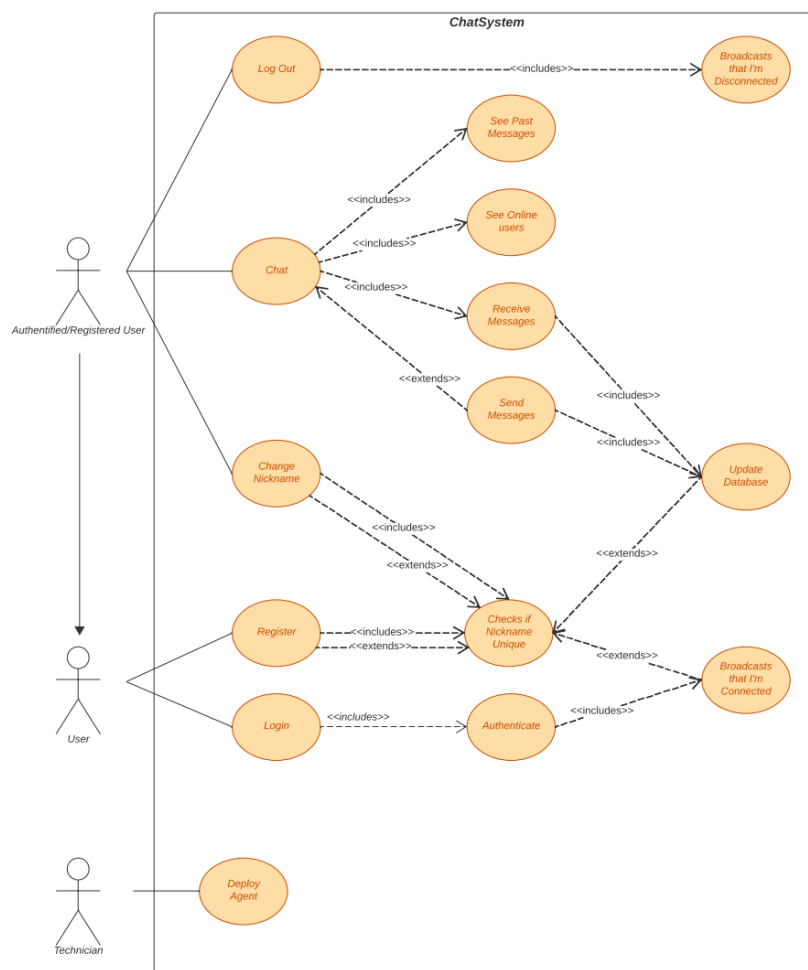 ChatSystem
Log Out
<<includes>>
Broadcasts
that I'm
Disconnected
See Past
Messages
<<includes>>
See Online
users
<<includes>>
Chat
Authentified/Registered User
<<includes>>
Receive
Messages
<<extends>>
Send
Messages
<<includes>>
<<includes>>
Change
Nickname
Update
Database
<<includes>>
<<extends>>
<<extends>>
Register
<<includes>>
<<extends>>
Checks if
Nickname
Unique
<<extends>>
Broadcasts
that I'm
Connected
User
Login
<<includes>>
Authenticate
<<includes>>
Deploy
Agent
Technician